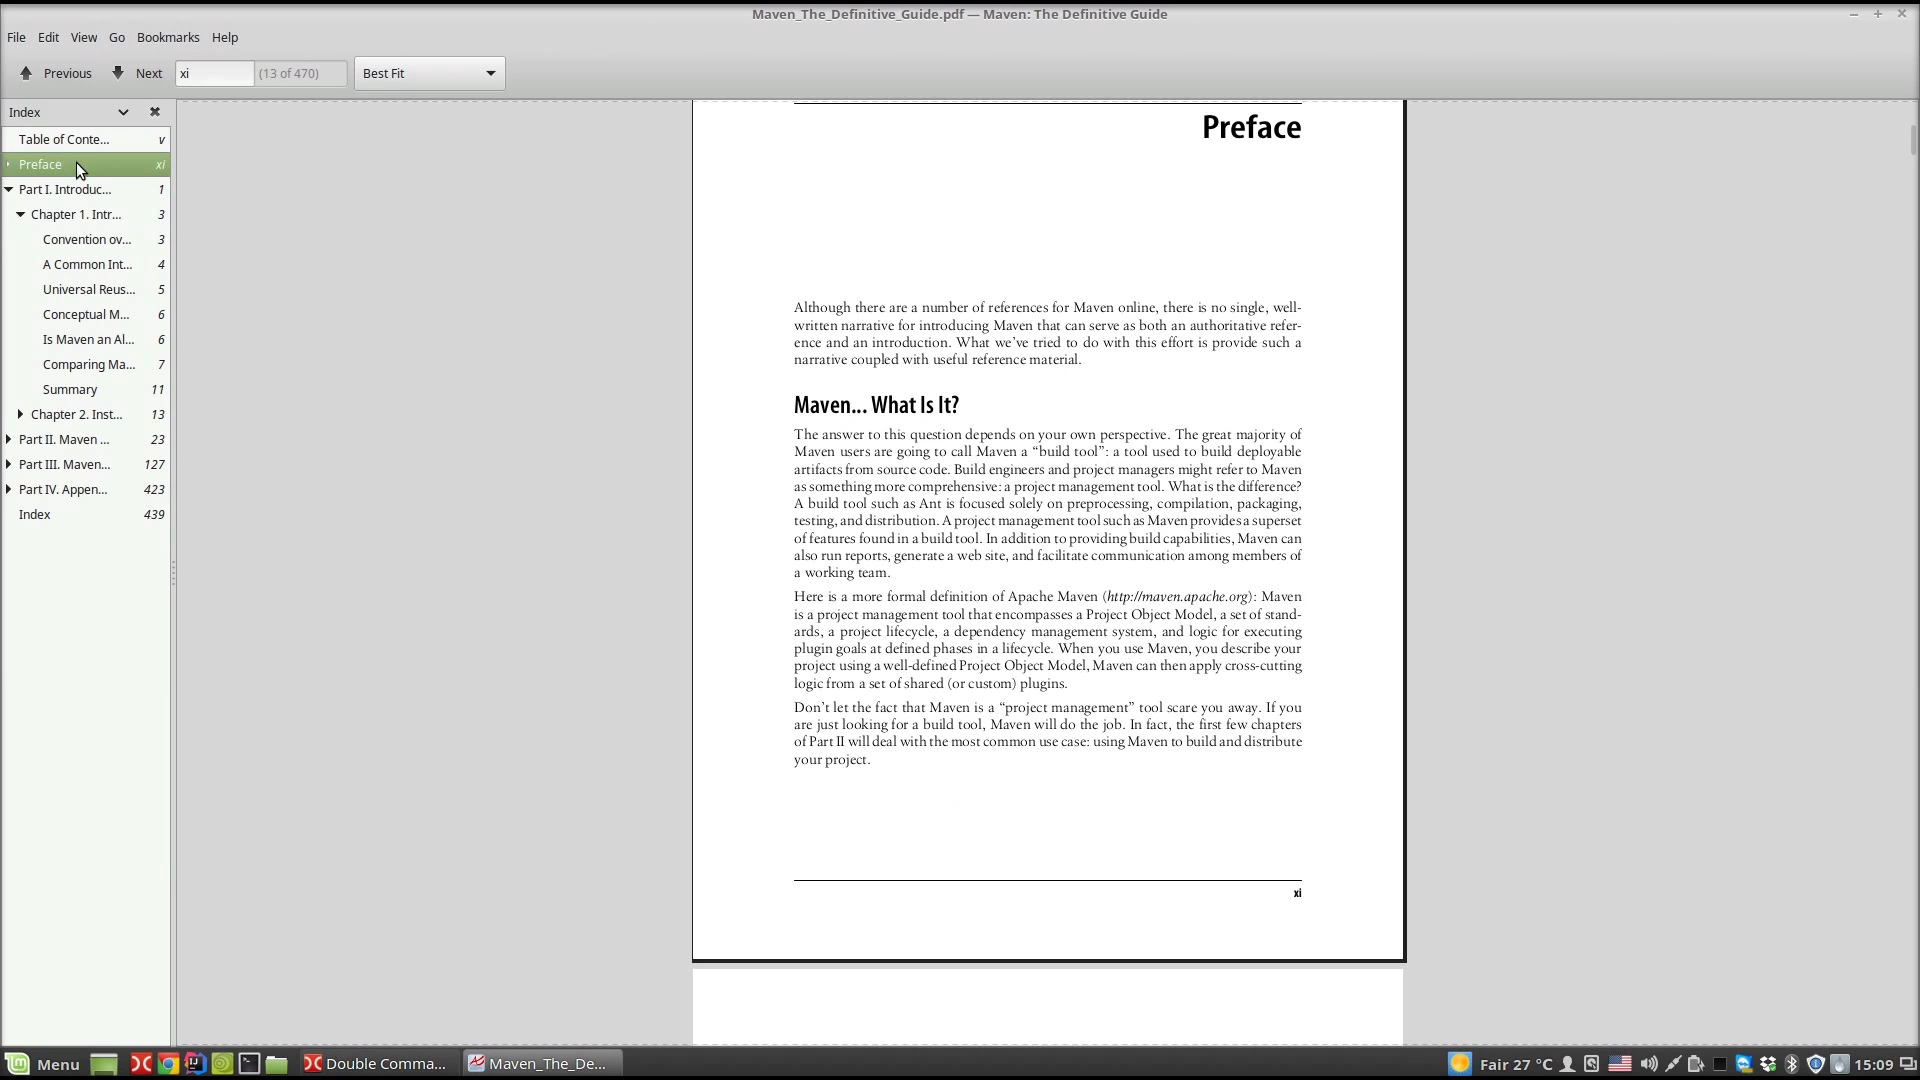 Maven_The_Definitive_Guide.pdf — Maven: The Definitive Guide
File Edit View Go Bookmarks Help
Previous Next xi (13 of 470) Best Fit
Index
Table of Conte... v
Preface xi
Part I. Introduc... 1
Chapter 1. Intr... 3
Convention ov... 3
A Common Int... 4
Universal Reus... 5
Conceptual M... 6
Is Maven an Al... 6
Comparing Ma... 7
Summary 11
Chapter 2. Inst... 13
Part II. Maven ... 23
Part III. Maven... 127
Part IV. Appen... 423
Index 439
Preface
Although there are a number of references for Maven online, there is no single, well-
written narrative for introducing Maven that can serve as both an authoritative refer-
ence and an introduction. What we’ve tried to do with this effort is provide such a
narrative coupled with useful reference material.
Maven... What Is It?
The answer to this question depends on your own perspective. The great majority of
Maven users are going to call Maven a “build tool”: a tool used to build deployable
artifacts from source code. Build engineers and project managers might refer to Maven
as something more comprehensive: a project management tool. What is the difference?
A build tool such as Ant is focused solely on preprocessing, compilation, packaging,
testing, and distribution. A project management tool such as Maven provides a superset
of features found in a build tool. In addition to providing build capabilities, Maven can
also run reports, generate a web site, and facilitate communication among members of
a working team.
Here is a more formal definition of Apache Maven (http://maven.apache.org): Maven
is a project management tool that encompasses a Project Object Model, a set of stand-
ards, a project lifecycle, a dependency management system, and logic for executing
plugin goals at defined phases in a lifecycle. When you use Maven, you describe your
project using a well-defined Project Object Model, Maven can then apply cross-cutting
logic from a set of shared (or custom) plugins.
Don’t let the fact that Maven is a “project management” tool scare you away. If you
are just looking for a build tool, Maven will do the job. In fact, the first few chapters
of Part II will deal with the most common use case: using Maven to build and distribute
your project.
xi
Menu Double Comma... Maven_The_De... Fair 27 °C 15:09